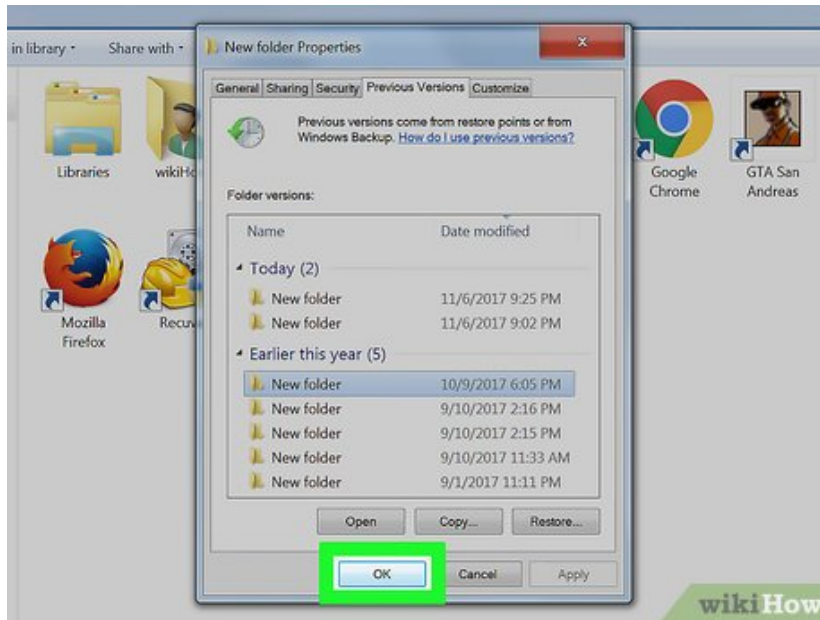 in library
Share with
New folder Properties
General Sharing Security Previous Versions Customize
Previous versions come from restore points or from
Windows Backup. How do I use previous versions?
Folder versions:
Name Date modified
Today (2)
New folder 11/6/2017 9:25 PM
New folder 11/6/2017 9:02 PM
Earlier this year (5)
New folder 10/9/2017 6:05 PM
New folder 9/10/2017 2:16 PM
New folder 9/10/2017 2:15 PM
New folder 9/10/2017 11:33 AM
New folder 9/1/2017 11:11 PM
Open Copy... Restore...
OK Cancel Apply
Libraries
wikiHo
Mozilla
Firefox
Recuv
Google
Chrome
GTA San
Andreas
wikiHow